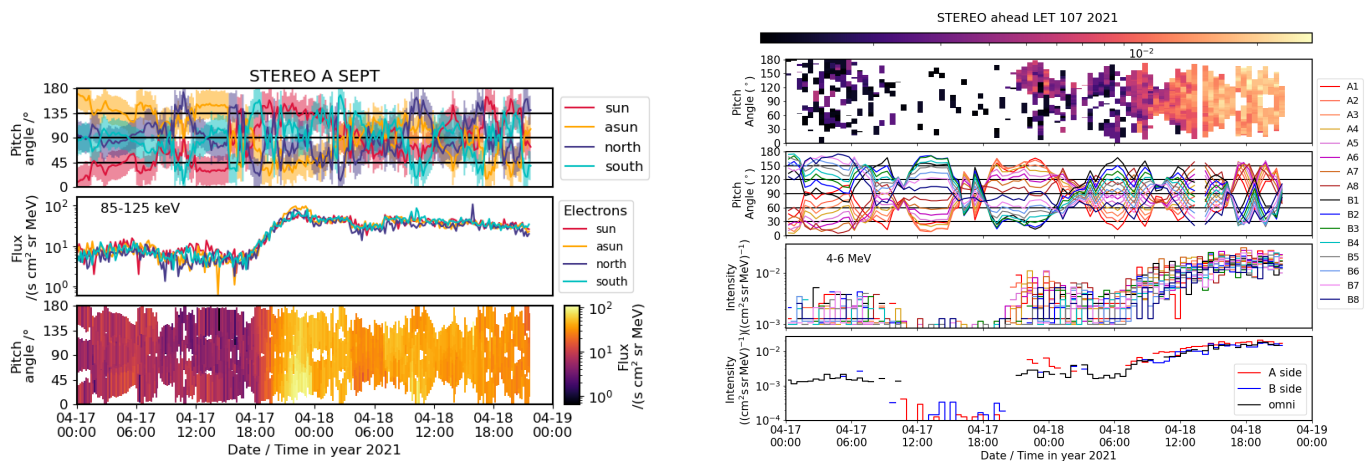 STEREO A SEPT
180
135
90
45
0
Pitch
angle /°
sun
asun
north
south
85-125 keV
10²
10¹
10⁰
Flux
/(s cm² sr MeV)
Electrons
sun
asun
north
south
180
135
90
45
0
Pitch
angle /°
10²
10¹
10⁰
Flux
/(s cm² sr MeV)
04-17 04-17 04-17 04-17 04-18 04-18 04-18 04-18 04-19
00:00 06:00 12:00 18:00 00:00 06:00 12:00 18:00 00:00
Date / Time in year 2021
STEREO ahead LET 107 2021
10⁻²
180
150
120
90
60
30
0
Pitch
Angle (°)
180
150
120
90
60
30
0
Pitch
Angle (°)
4-6 MeV
10⁻²
10⁻³
Intensity
((cm²s sr MeV)⁻¹)
10⁻²
10⁻³
10⁻⁴
Intensity
((cm²s sr MeV)⁻¹)
A side
B side
omni
04-17 04-17 04-17 04-17 04-18 04-18 04-18 04-18 04-19
00:00 06:00 12:00 18:00 00:00 06:00 12:00 18:00 00:00
Date / Time in year 2021
A1
A2
A3
A4
A5
A6
A7
A8
B1
B2
B3
B4
B5
B6
B7
B8